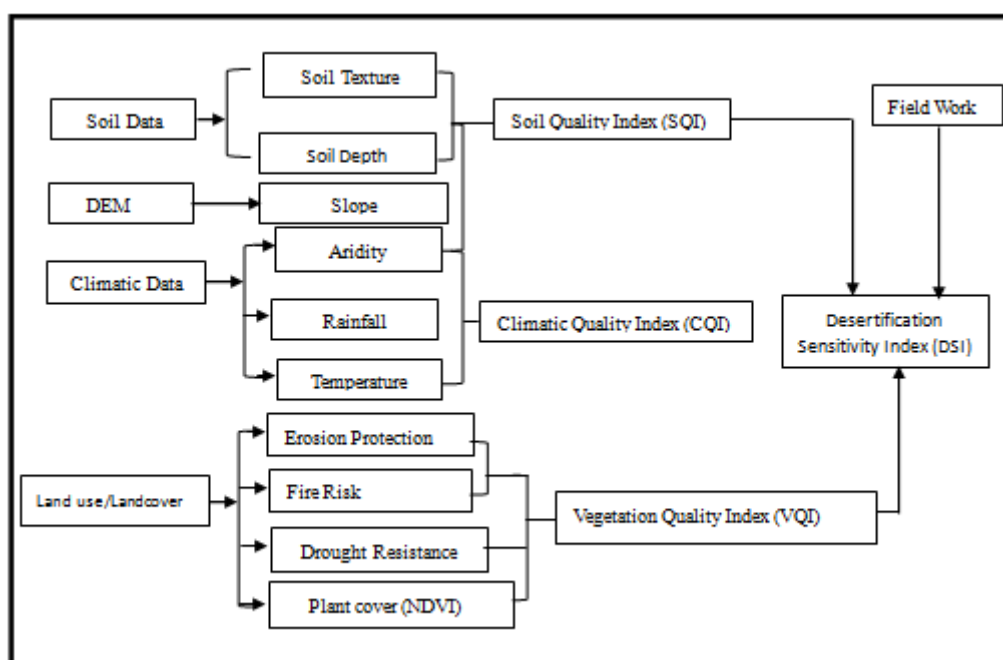 Soil Texture
Soil Data
Soil Depth
Soil Quality Index (SQI)
Field Work
DEM
Slope
Aridity
Climatic Data
Rainfall
Climatic Quality Index (CQI)
Temperature
Desertification
Sensitivity Index (DSI)
Erosion Protection
Land use/Landcover
Fire Risk
Vegetation Quality Index (VQI)
Drought Resistance
Plant cover (NDVI)